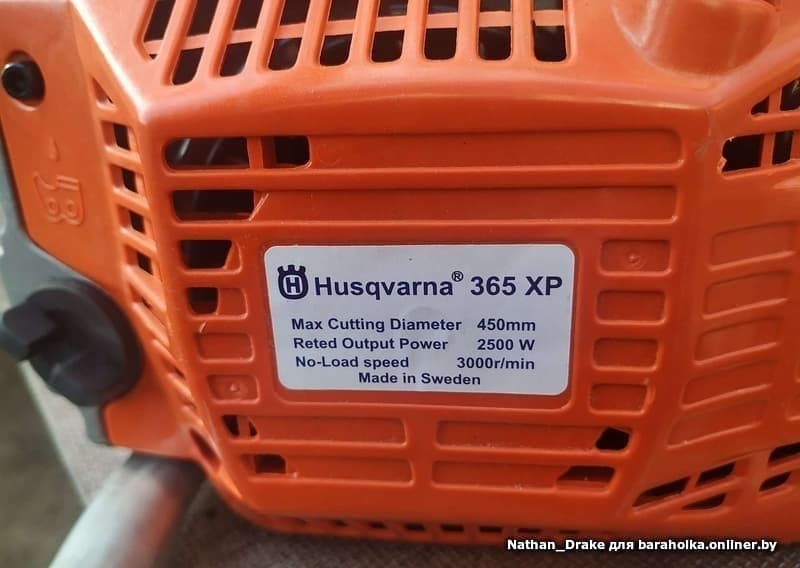 Husqvarna® 365 XP
Max Cutting Diameter 450mm
Reted Output Power 2500 W
No-Load speed 3000r/min
Made in Sweden
Nathan_Drake для baraholka.onliner.by